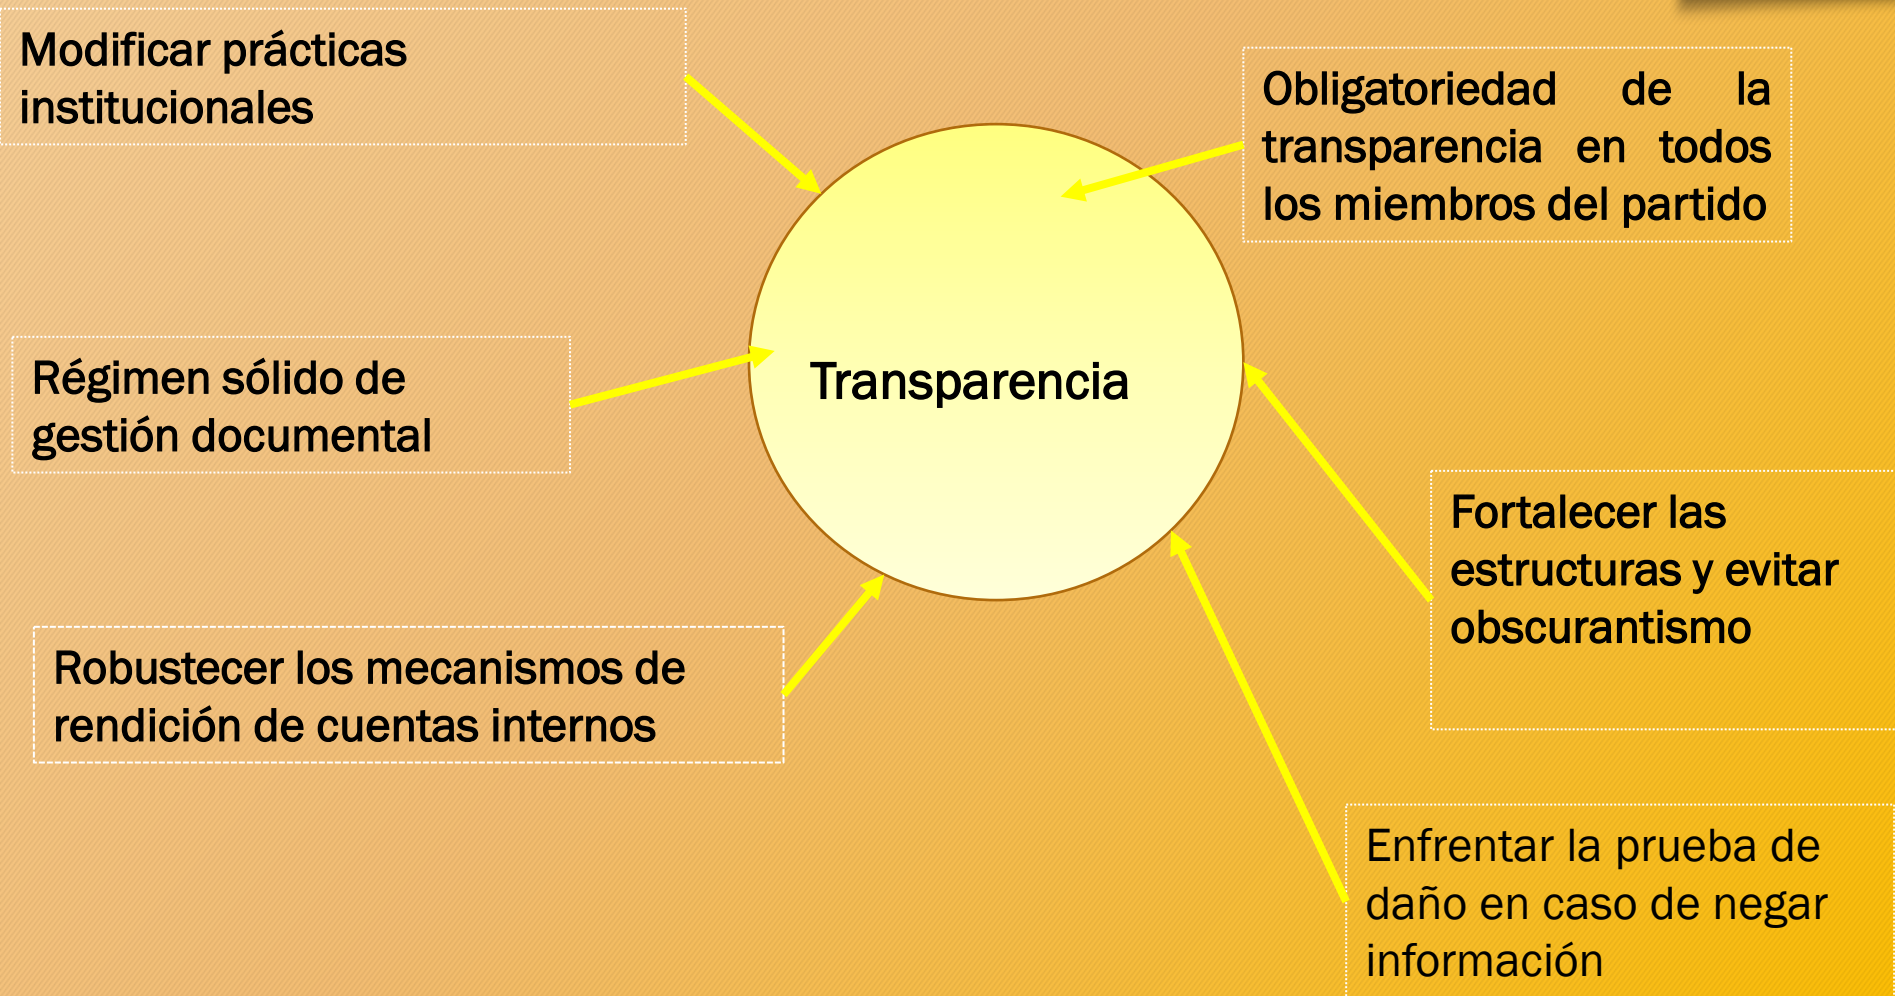 Modificar prácticas
institucionales
Obligatoriedad de la
transparencia en todos
los miembros del partido
Régimen sólido de
gestión documental
Transparencia
Fortalecer las
estructuras y evitar
obscurantismo
Robustecer los mecanismos de
rendición de cuentas internos
Enfrentar la prueba de
daño en caso de negar
información